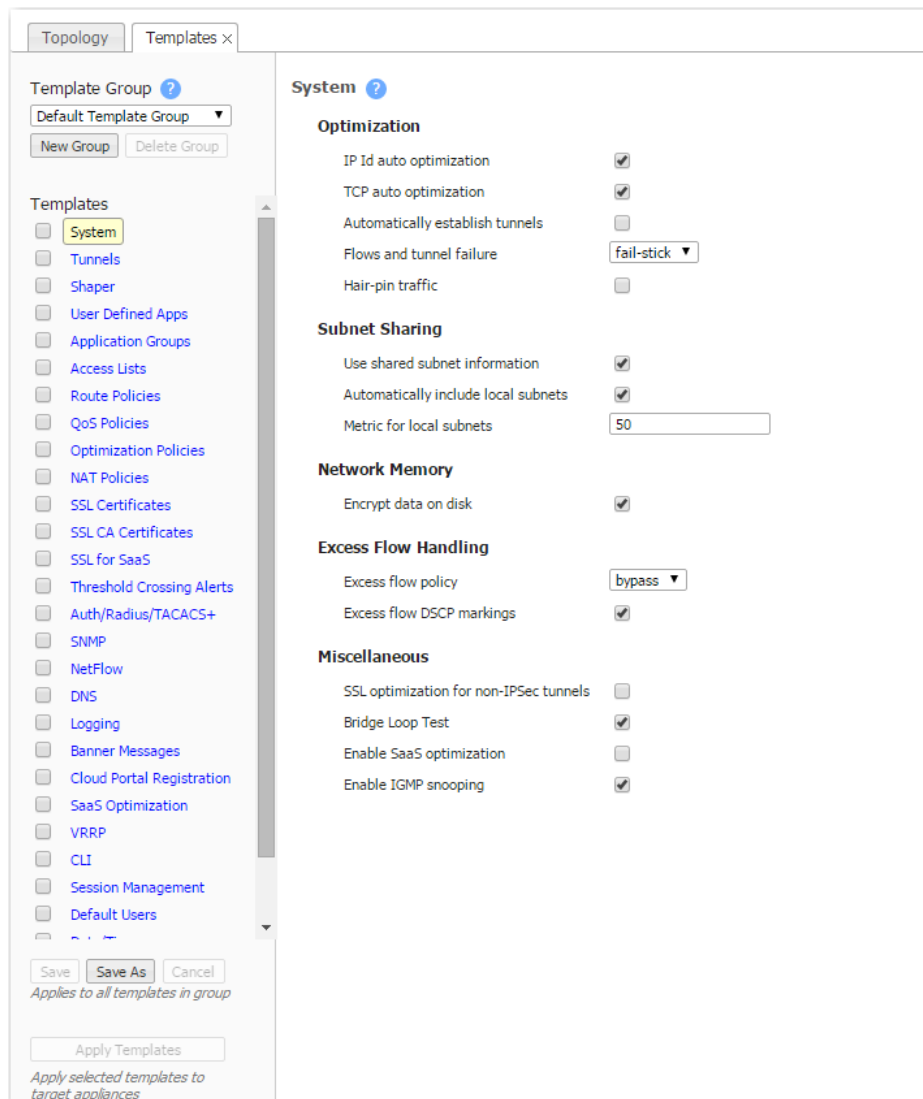 Topology
Templates ×
Template Group ?
Default Template Group
New Group
Delete Group
Templates
System
Tunnels
Shaper
User Defined Apps
Application Groups
Access Lists
Route Policies
QoS Policies
Optimization Policies
NAT Policies
SSL Certificates
SSL CA Certificates
SSL for SaaS
Threshold Crossing Alerts
Auth/Radius/TACACS+
SNMP
NetFlow
DNS
Logging
Banner Messages
Cloud Portal Registration
SaaS Optimization
VRRP
CLI
Session Management
Default Users
Save
Save As
Cancel
Applies to all templates in group
Apply Templates
Apply selected templates to
target appliances
System ?
Optimization
IP Id auto optimization
TCP auto optimization
Automatically establish tunnels
Flows and tunnel failure fail-stick
Hair-pin traffic
Subnet Sharing
Use shared subnet information
Automatically include local subnets
Metric for local subnets 50
Network Memory
Encrypt data on disk
Excess Flow Handling
Excess flow policy bypass
Excess flow DSCP markings
Miscellaneous
SSL optimization for non-IPSec tunnels
Bridge Loop Test
Enable SaaS optimization
Enable IGMP snooping